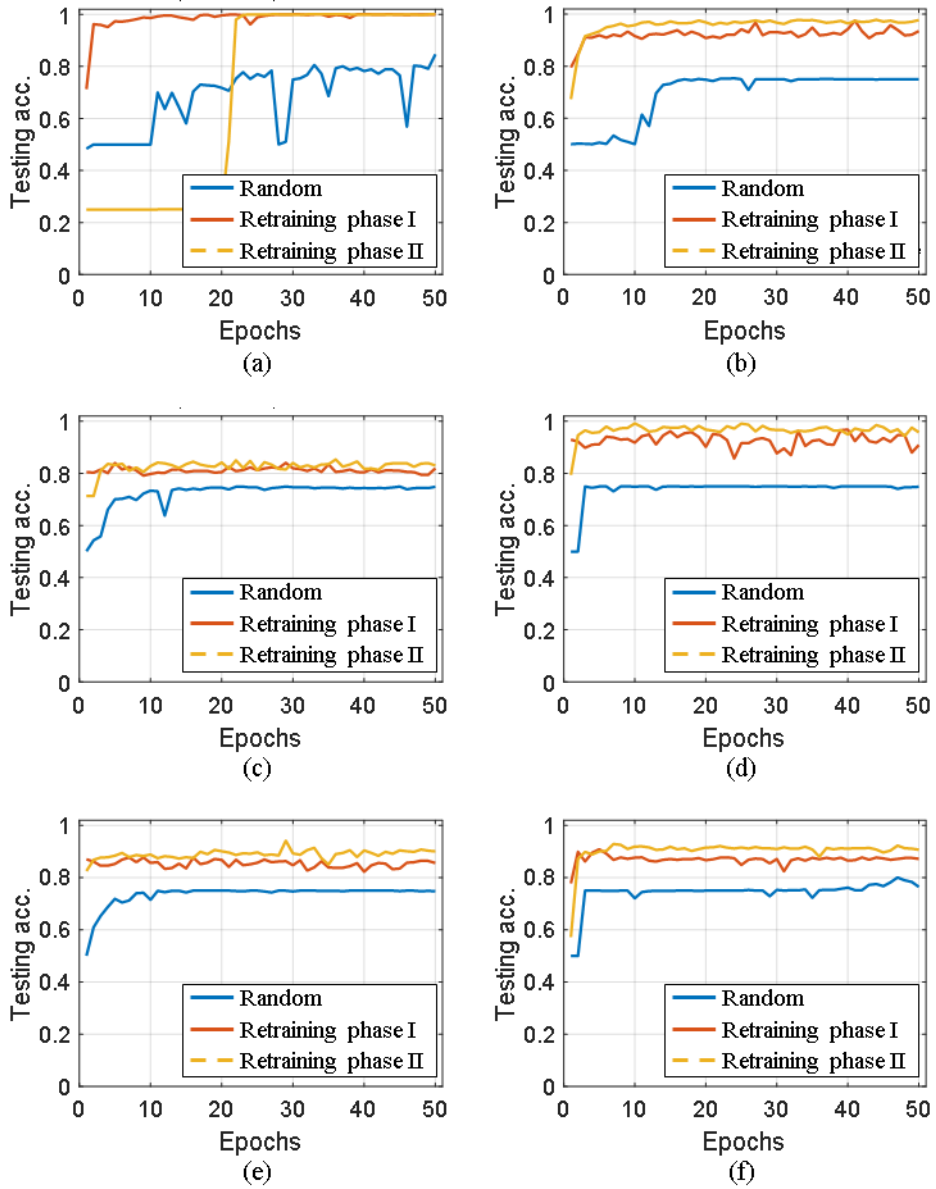 1
0.8
0.6
0.4
0.2
0
Testing acc.
Random
Retraining phase I
Retraining phase II
0 10 20 30 40 50
Epochs
(a)
1
0.8
0.6
0.4
0.2
0
Testing acc.
Random
Retraining phase I
Retraining phase II
0 10 20 30 40 50
Epochs
(b)
1
0.8
0.6
0.4
0.2
0
Testing acc.
Random
Retraining phase I
Retraining phase II
0 10 20 30 40 50
Epochs
(c)
1
0.8
0.6
0.4
0.2
0
Testing acc.
Random
Retraining phase I
Retraining phase II
0 10 20 30 40 50
Epochs
(d)
1
0.8
0.6
0.4
0.2
0
Testing acc.
Random
Retraining phase I
Retraining phase II
0 10 20 30 40 50
Epochs
(e)
1
0.8
0.6
0.4
0.2
0
Testing acc.
Random
Retraining phase I
Retraining phase II
0 10 20 30 40 50
Epochs
(f)